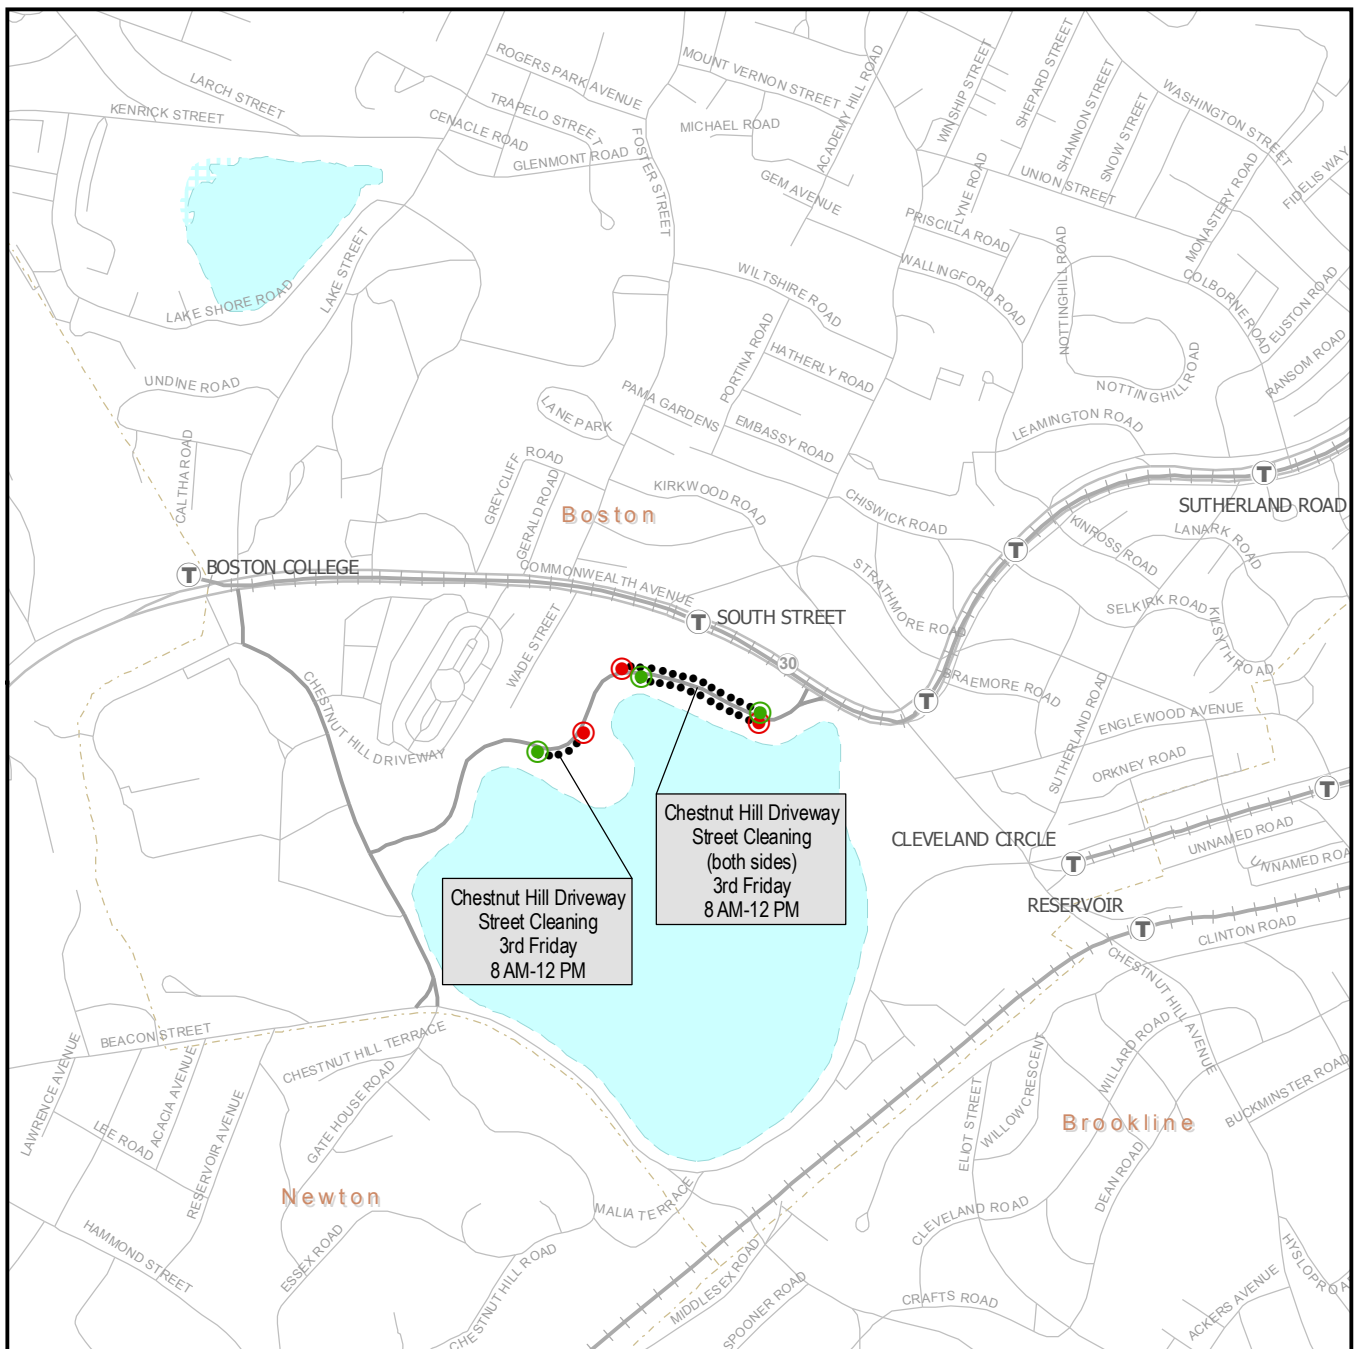 ROGERS PARK AVENUE
MOUNT VERNON STREET
LARCH STREET
KENRICK STREET
TRAPELO STREET
CENACLE ROAD
GLENMONT ROAD
FOSTER STREET
MICHAEL ROAD
ACADEMY HILL ROAD
GEM AVENUE
WINSHIP STREET
SHEPARD STREET
SHANNON STREET
SNOW STREET
WASHINGTON STREET
FIDELIS WAY
UNION STREET
LYNE ROAD
PRISCILLA ROAD
MONASTERY ROAD
WALLINGFORD ROAD
NOTTINGHILL ROAD
COLBORNE ROAD
EUSTON ROAD
RANSOM ROAD
NOTTINGHILL ROAD
LAKE STREET
LAKE SHORE ROAD
WILTSHIRE ROAD
PORTINA ROAD
HATHERLY ROAD
UNDINE ROAD
LANE PARK
PAMA GARDENS
EMBASSY ROAD
LEAMINGTON ROAD
CALTHA ROAD
GREYCLIFF ROAD
GERALD ROAD
KIRKWOOD ROAD
CHISWICK ROAD
T
SUTHERLAND ROAD
Boston
KINROSS ROAD
LANARK ROAD
T
T
BOSTON COLLEGE
COMMONWEALTH AVENUE
STRATHMORE ROAD
SELKIRK ROAD
KILSYTH ROAD
WADE STREET
T
SOUTH STREET
30
BRAEMORE ROAD
T
SUTHERLAND ROAD
ENGLEWOOD AVENUE
CHESTNUT HILL DRIVEWAY
ORKNEY ROAD
T
Chestnut Hill Driveway
Street Cleaning
(both sides)
3rd Friday
8 AM-12 PM
CLEVELAND CIRCLE
T
UNNAMED ROAD
UNNAMED ROA
Chestnut Hill Driveway
Street Cleaning
3rd Friday
8 AM-12 PM
RESERVOIR
T
CLINTON ROAD
CHESTNUT HILL AVENUE
BEACON STREET
CHESTNUT HILL TERRACE
LAWRENCE AVENUE
ACACIA AVENUE
LEE ROAD
RESERVOIR AVENUE
GATE HOUSE ROAD
WILLARD ROAD
WILLOW CRESCENT
ELIOT STREET
BUCKMINSTER ROAD
Brookline
DEAN ROAD
Newton
MALIA TERRACE
CLEVELAND ROAD
HAMMOND STREET
ESSEX ROAD
CHESTNUT HILL ROAD
MIDDLESEX ROAD
SPOONER ROAD
CRAFTS ROAD
ACKERS AVENUE
HYSLOP ROA